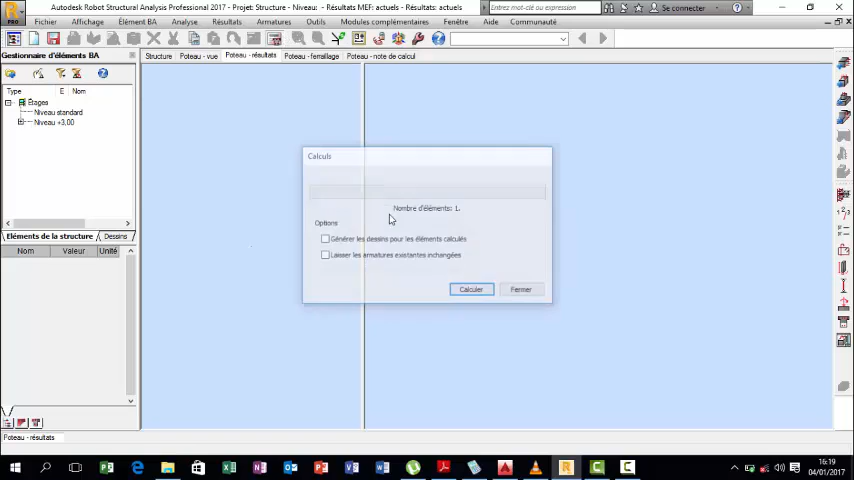 Autodesk Robot Structural Analysis Professional 2017 - Projet: Structure - Niveau: - Résultats MEF: actuels - Résultats: actuels
Entrez mot-clé ou expression
Se connecter
PRO
Fichier Affichage Élément BA Analyse Résultats Armatures Outils Modules complémentaires Fenêtre Aide Communauté
Gestionnaire d'éléments BA
Structure Poteau - vue Poteau - résultats Poteau - ferraillage Poteau - note de calcul
Type E Nom
Étages
Niveau standard
Niveau +3,00
Eléments de la structure Dessins
Nom Valeur Unité
Calculs
Nombre d'éléments: 1.
Options
Générer les dessins pour les éléments calculés
Laisser les armatures existantes inchangées
Calculer Fermer
Poteau - résultats
16:19
04/01/2017